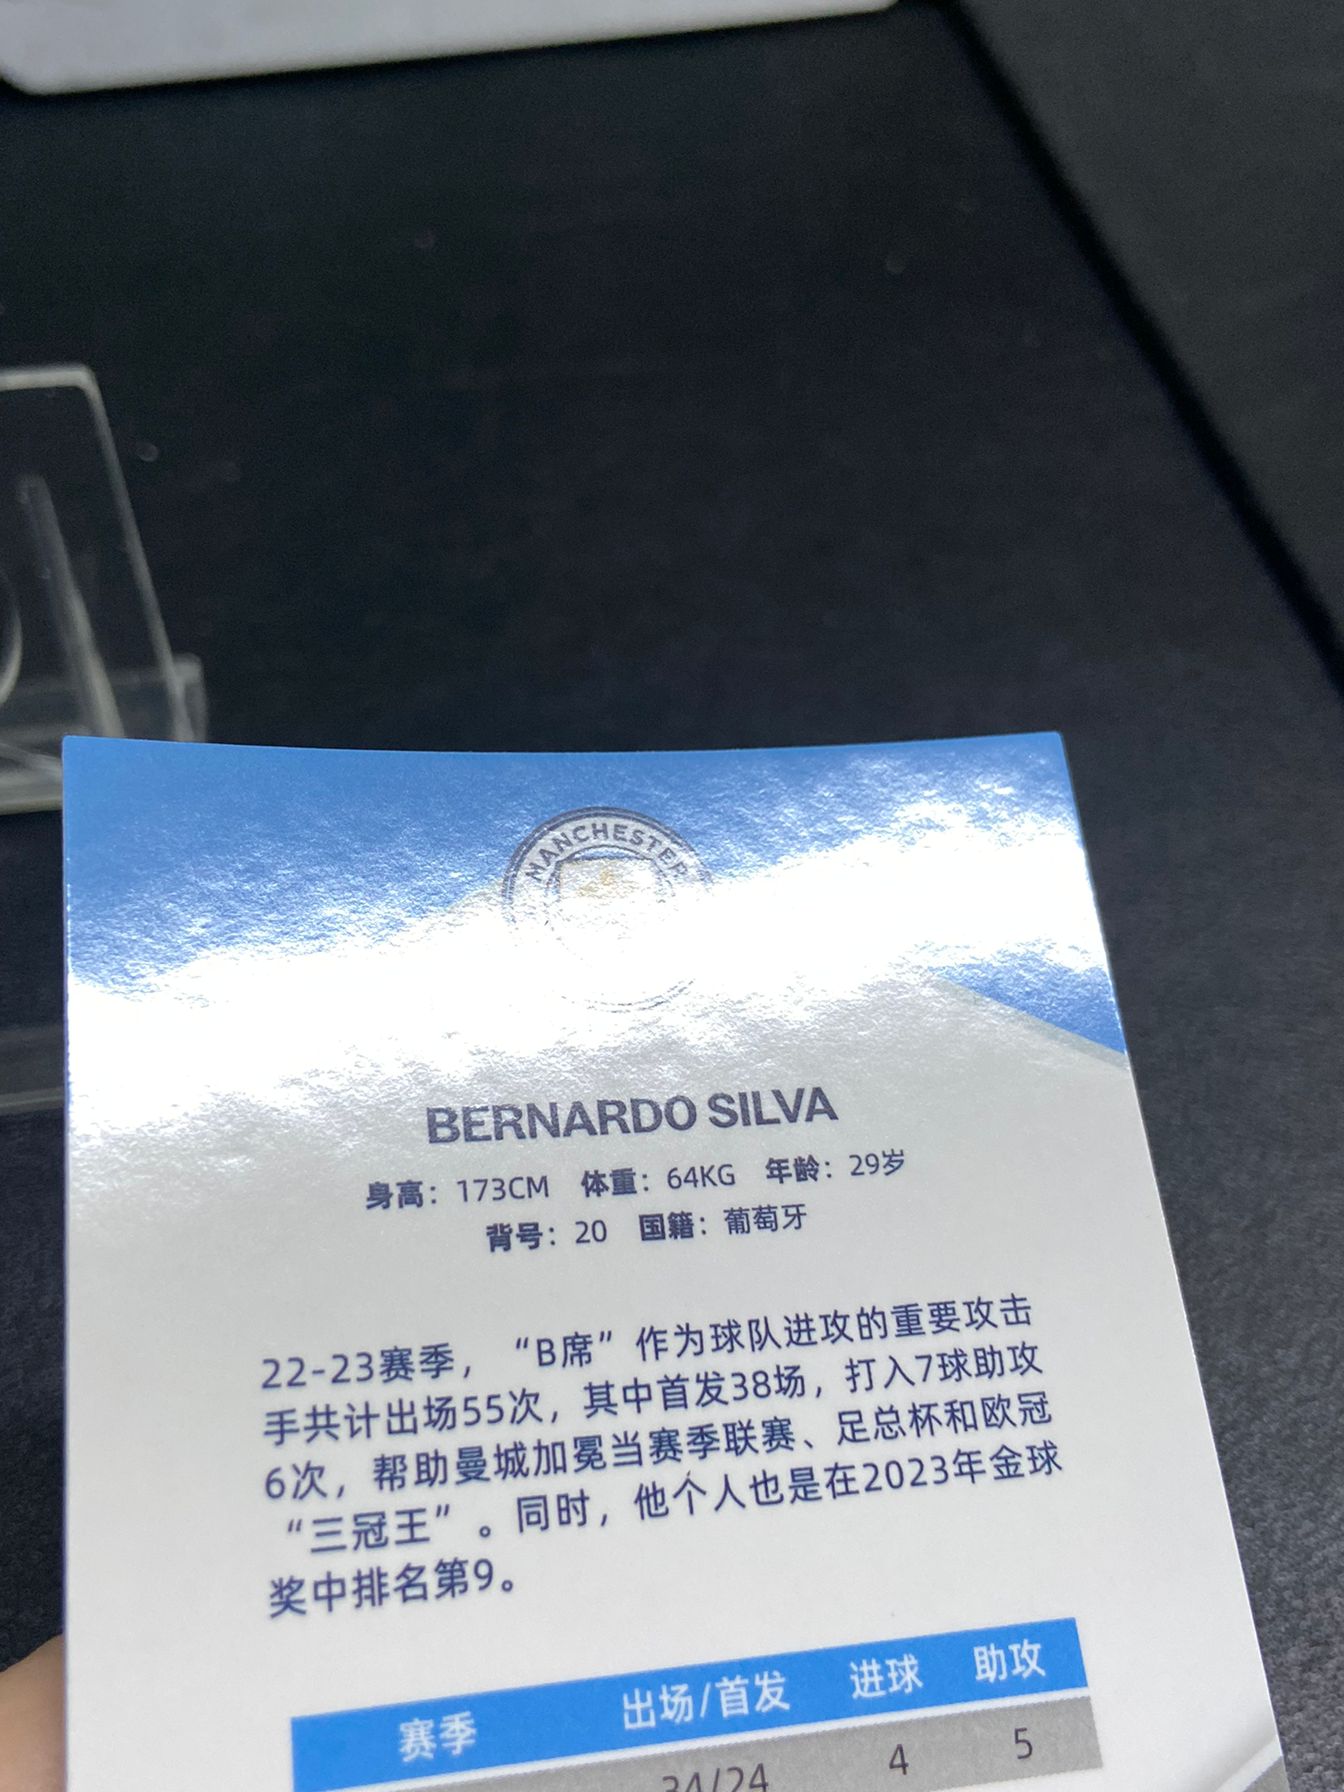 MANCHESTER
BERNARDO SILVA
身高：173CM 体重：64KG 年龄：29岁
背号：20 国籍：葡萄牙
22-23赛季，“B席”作为球队进攻的重要攻击
手共计出场55次，其中首发38场，打入7球助攻
6次，帮助曼城加冕当赛季联赛、足总杯和欧冠
“三冠王”。同时，他个人也是在2023年金球
奖中排名第9。
赛季 出场/首发 进球 助攻
34/24 4 5